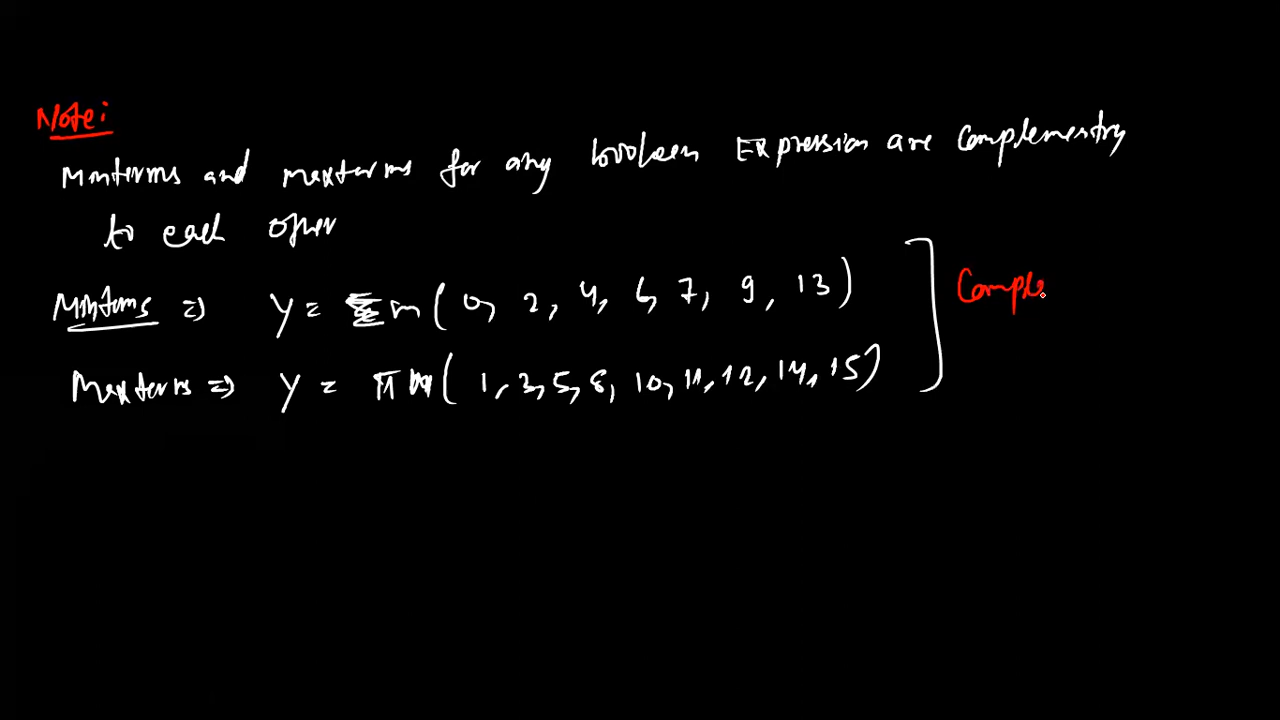 Note:
Minterms and maxterms for any boolean Expression are Complementry
to each other
Minterms ⇒ Y = Σm(0, 2, 4, 6, 7, 9, 13)
Maxterms ⇒ Y = πM(1, 3, 5, 8, 10, 11, 12, 14, 15)
Comple